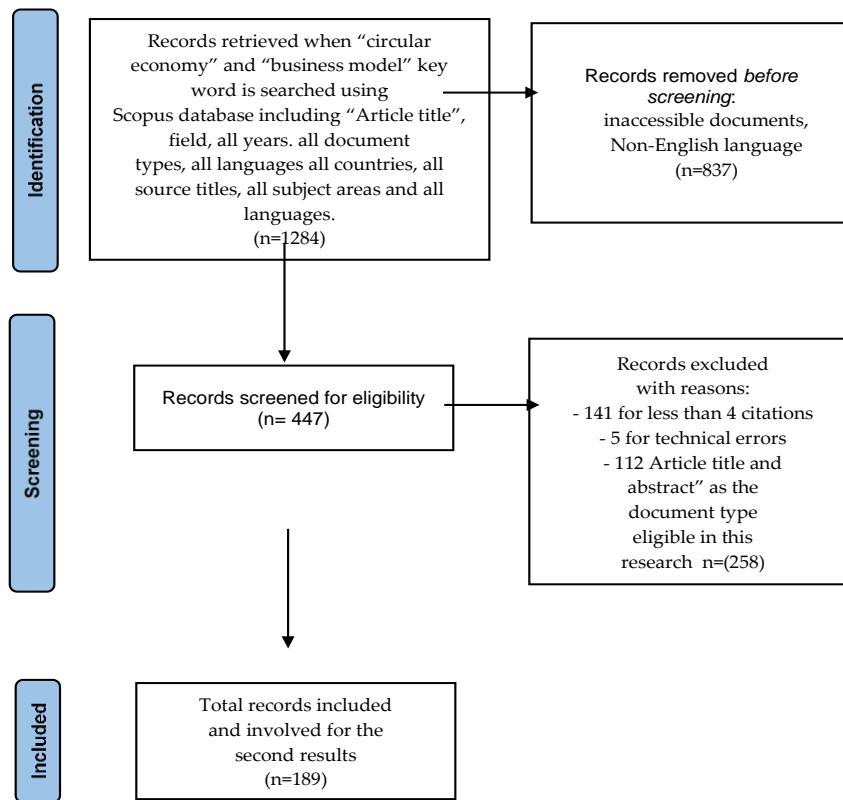 Identification
Records retrieved when “circular
economy” and “business model” key
word is searched using
Scopus database including “Article title”,
field, all years. all document
types, all languages all countries, all
source titles, all subject areas and all
languages.
(n=1284)
Records removed before
screening:
inaccessible documents,
Non-English language
(n=837)
Screening
Records screened for eligibility
(n= 447)
Records excluded
with reasons:
- 141 for less than 4 citations
- 5 for technical errors
- 112 Article title and
abstract” as the
document type
eligible in this
research n=(258)
Included
Total records included
and involved for the
second results
(n=189)